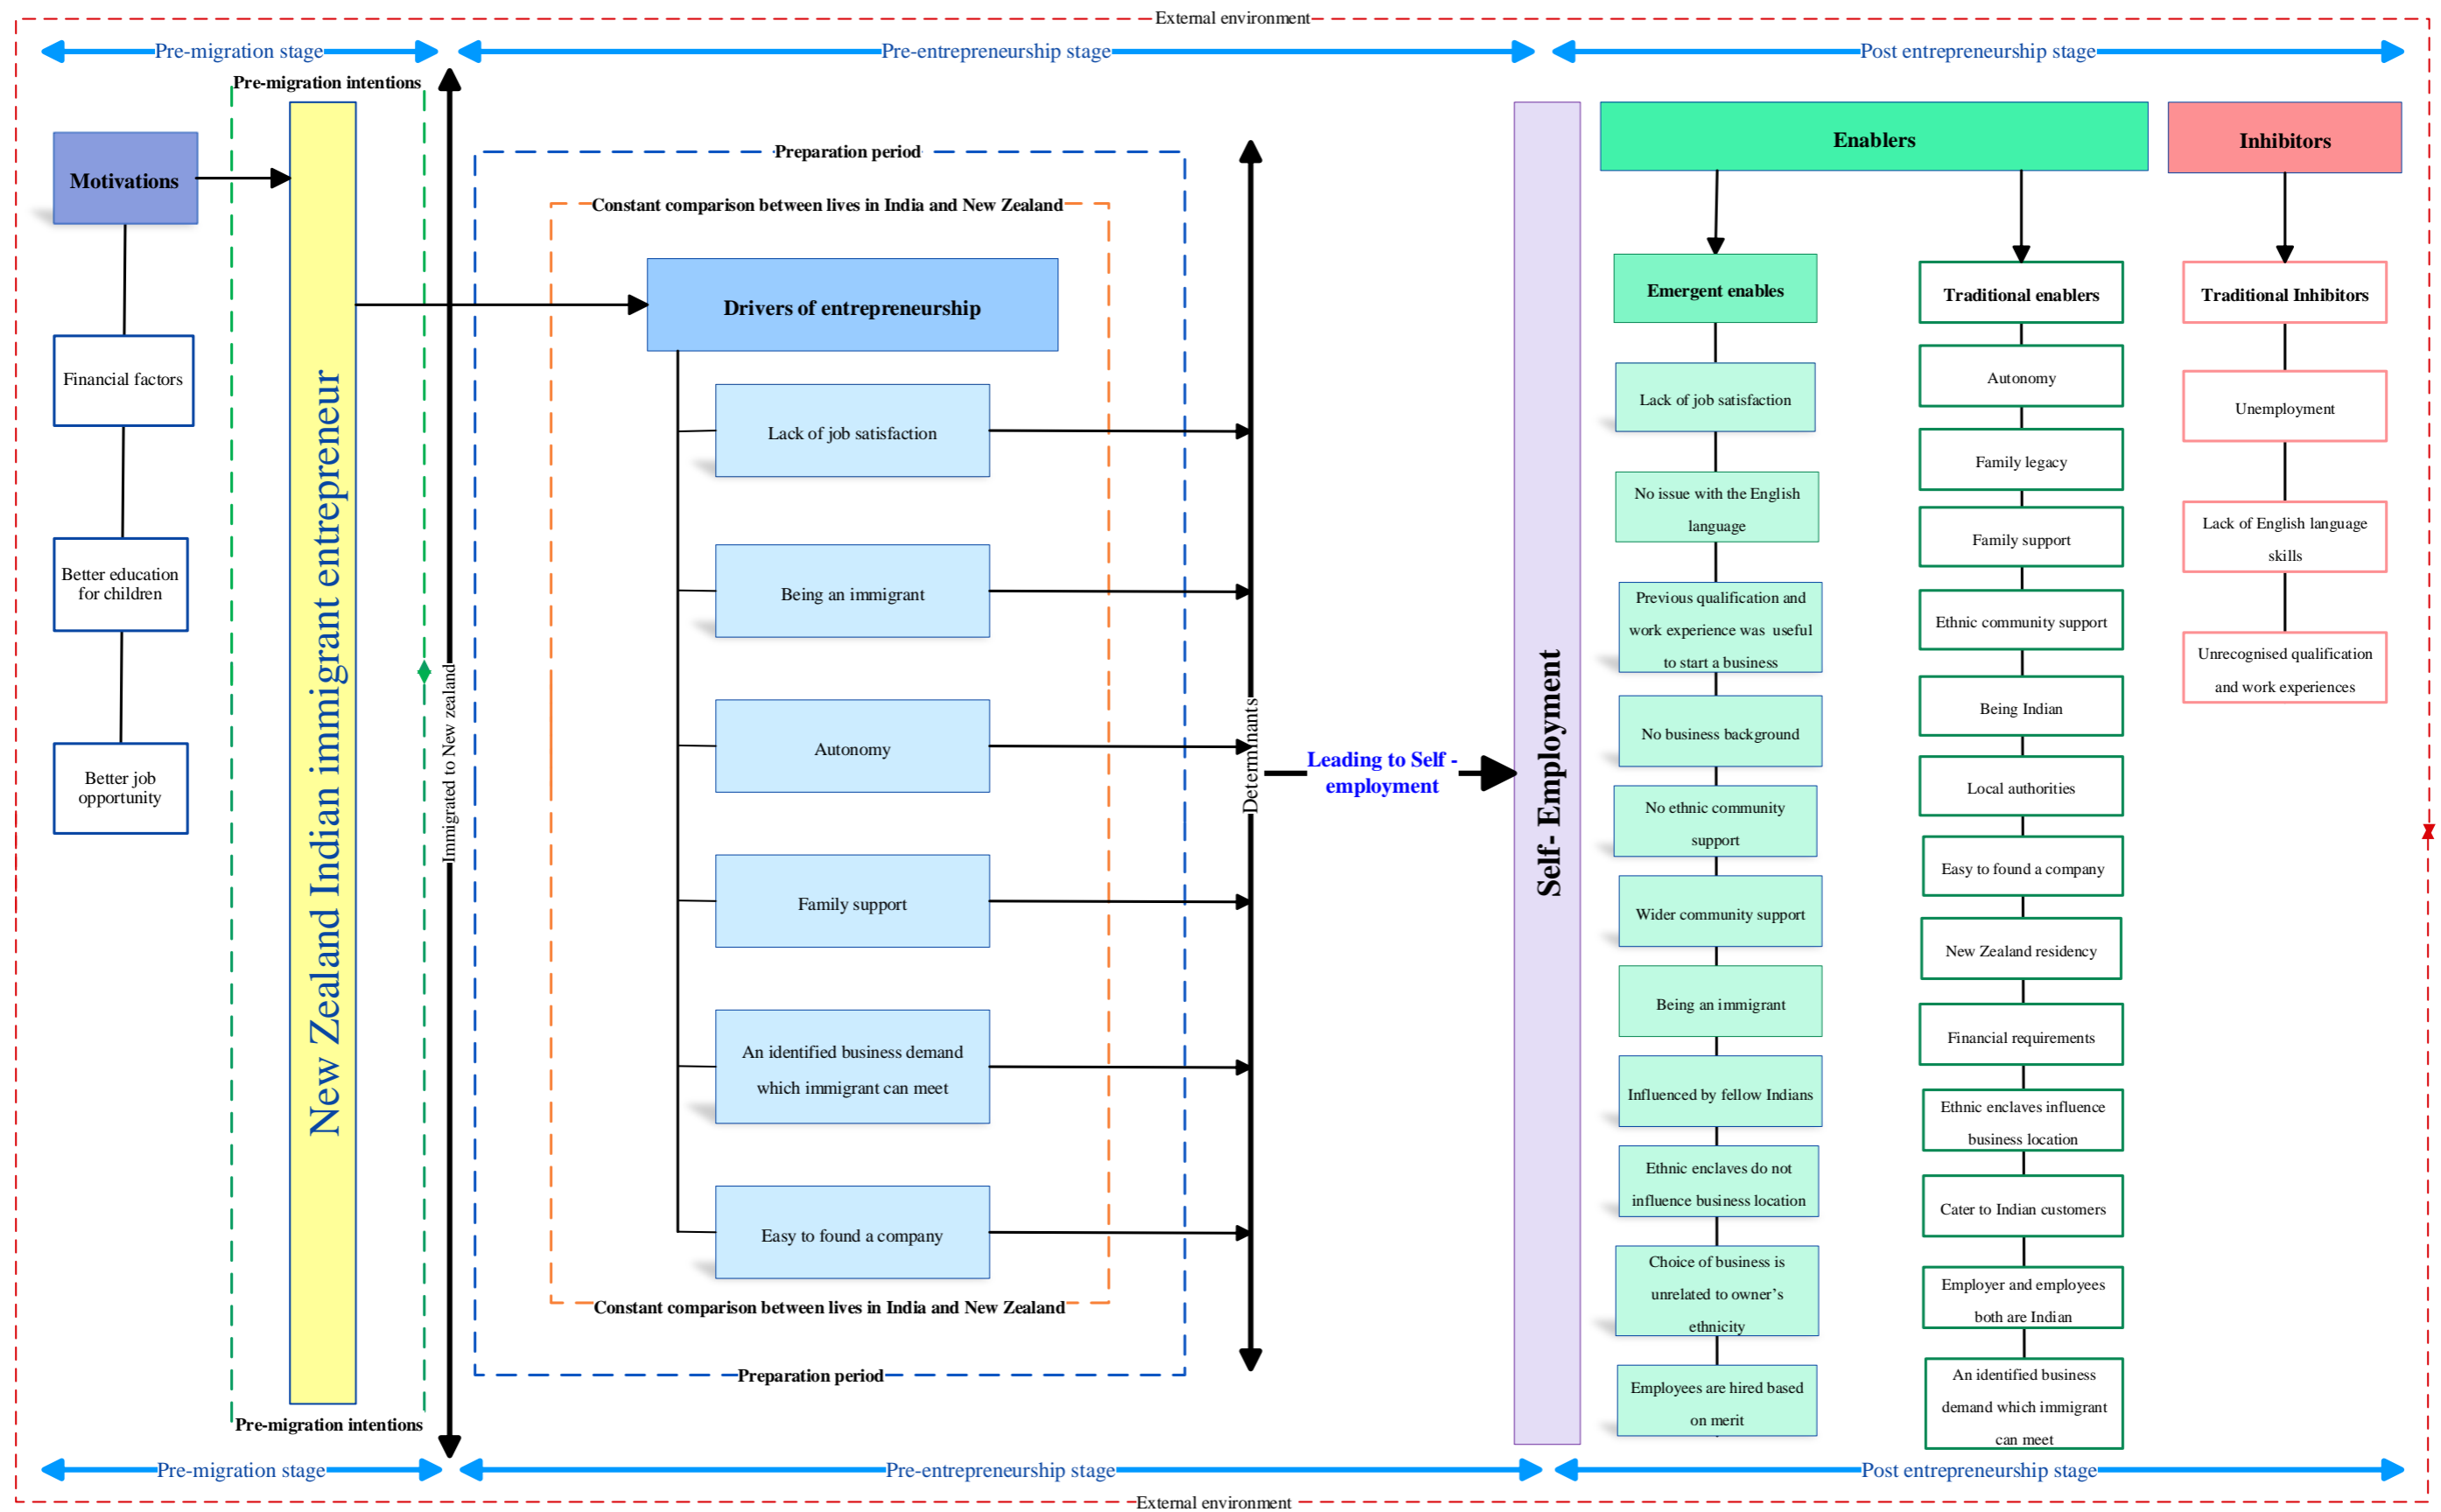 External environment
Pre-migration stage
Pre-entrepreneurship stage
Post entrepreneurship stage
Pre-migration intentions
Motivations
Financial factors
Better education
for children
Better job
opportunity
New Zealand Indian immigrant entrepreneur
Pre-migration intentions
Immigrated to New zealand
Preparation period
Constant comparison between lives in India and New Zealand
Drivers of entrepreneurship
Lack of job satisfaction
Being an immigrant
Autonomy
Family support
An identified business demand
which immigrant can meet
Easy to found a company
Constant comparison between lives in India and New Zealand
Preparation period
Determinants
Leading to Self -
employment
Self- Employment
Enablers
Emergent enables
Lack of job satisfaction
No issue with the English
language
Previous qualification and
work experience was useful
to start a business
No business background
No ethnic community
support
Wider community support
Being an immigrant
Influenced by fellow Indians
Ethnic enclaves do not
influence business location
Choice of business is
unrelated to owner’s
ethnicity
Employees are hired based
on merit
Traditional enablers
Autonomy
Family legacy
Family support
Ethnic community support
Being Indian
Local authorities
Easy to found a company
New Zealand residency
Financial requirements
Ethnic enclaves influence
business location
Cater to Indian customers
Employer and employees
both are Indian
An identified business
demand which immigrant
can meet
Inhibitors
Traditional Inhibitors
Unemployment
Lack of English language
skills
Unrecognised qualification
and work experiences
Pre-migration stage
Pre-entrepreneurship stage
Post entrepreneurship stage
External environment